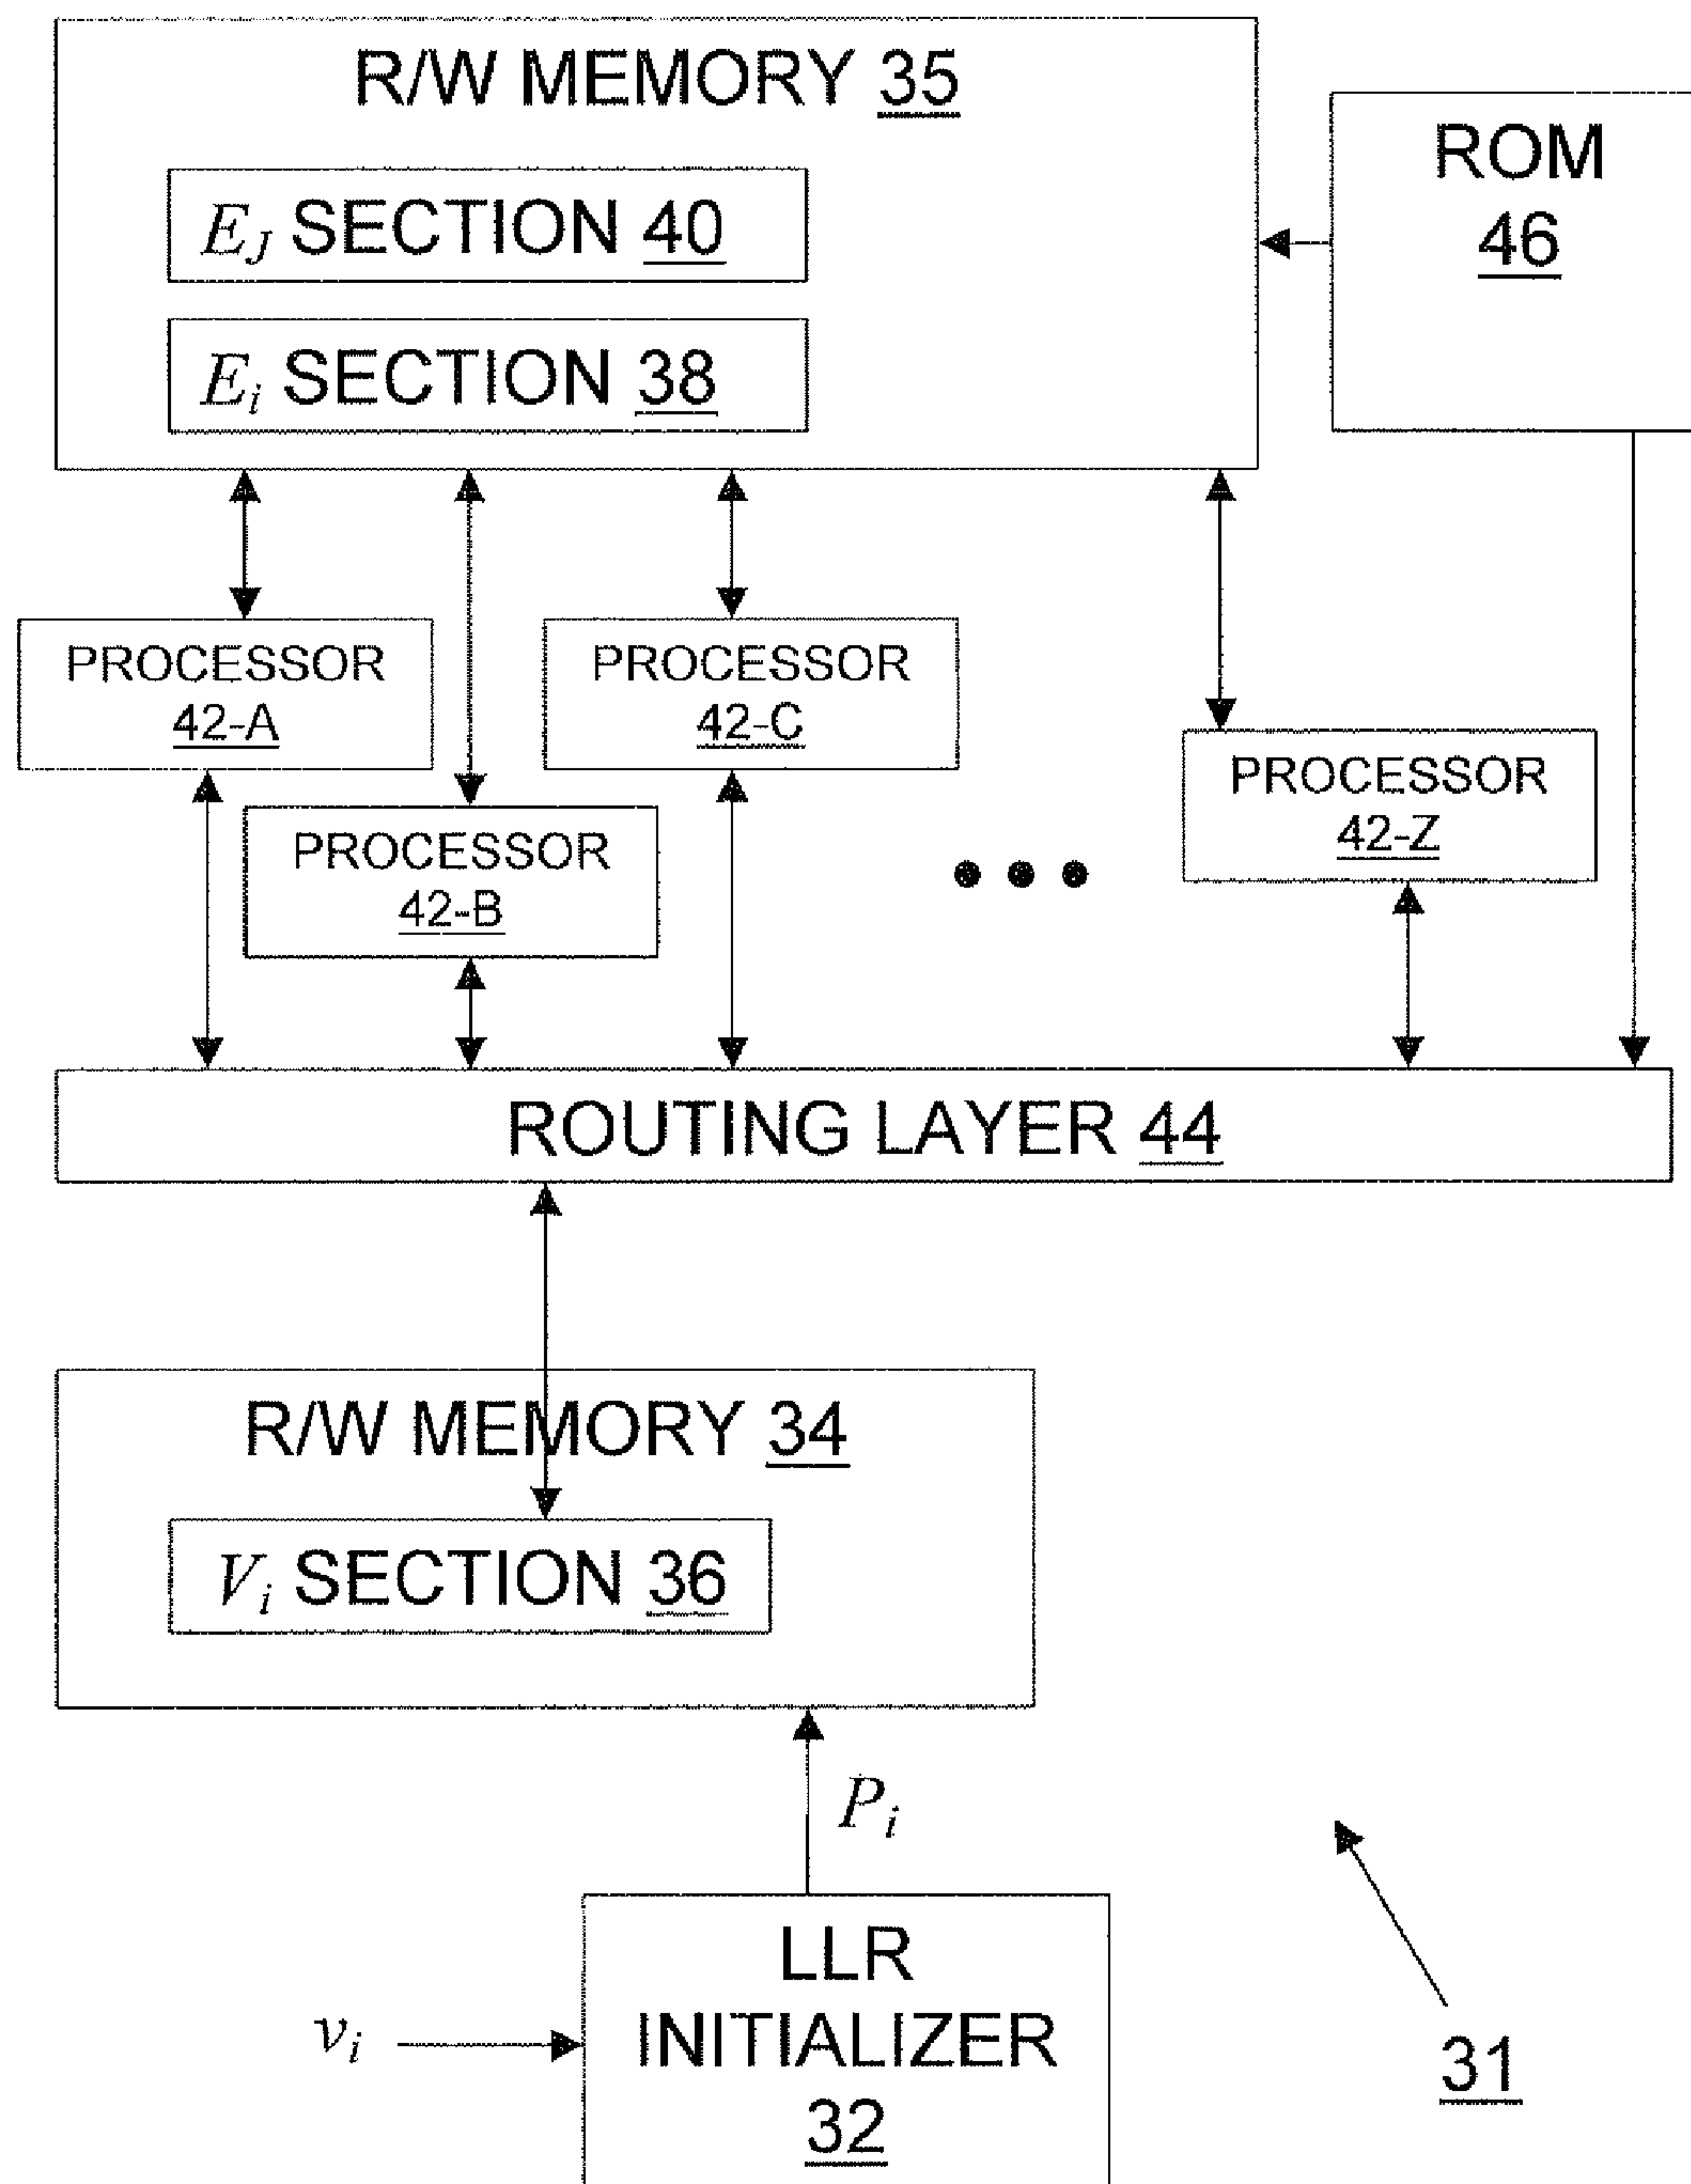 R/W MEMORY 35
ROM
46
E_J SECTION 40
E_i SECTION 38
PROCESSOR
42-A
PROCESSOR
42-C
PROCESSOR
42-Z
PROCESSOR
42-B
ROUTING LAYER 44
R/W MEMORY 34
V_i SECTION 36
P_i
LLR
INITIALIZER
32
v_i
31